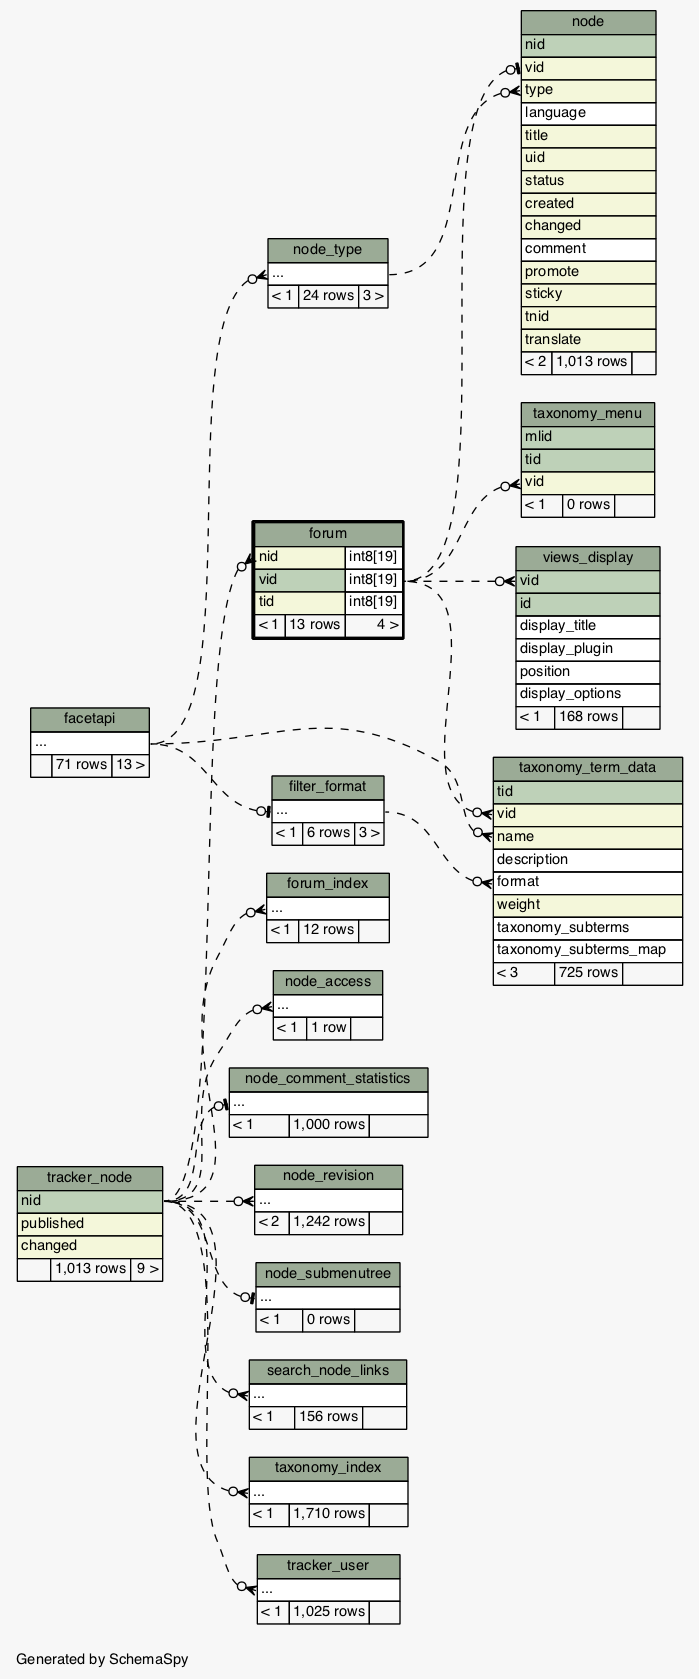 node
nid
vid
type
language
title
uid
status
created
changed
comment
promote
sticky
tnid
translate
< 2 1,013 rows
node_type
...
< 1 24 rows 3 >
taxonomy_menu
mlid
tid
vid
< 1 0 rows
forum
nid int8[19]
vid int8[19]
tid int8[19]
< 1 13 rows 4 >
views_display
vid
id
display_title
display_plugin
position
display_options
< 1 168 rows
facetapi
...
71 rows 13 >
taxonomy_term_data
tid
vid
name
description
format
weight
taxonomy_subterms
taxonomy_subterms_map
< 3 725 rows
filter_format
...
< 1 6 rows 3 >
forum_index
...
< 1 12 rows
node_access
...
< 1 1 row
node_comment_statistics
...
< 1 1,000 rows
tracker_node
nid
published
changed
1,013 rows 9 >
node_revision
...
< 2 1,242 rows
node_submenutree
...
< 1 0 rows
search_node_links
...
< 1 156 rows
taxonomy_index
...
< 1 1,710 rows
tracker_user
...
< 1 1,025 rows
Generated by SchemaSpy